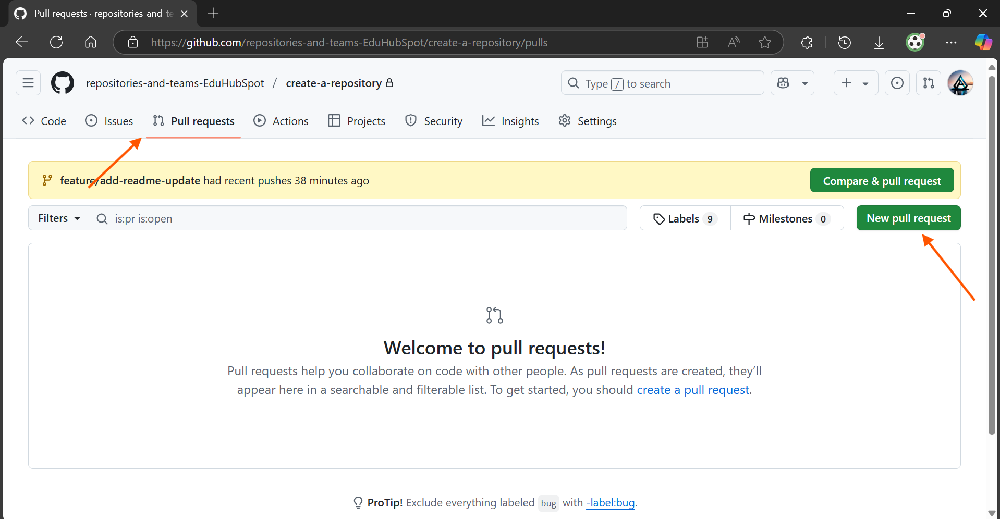 Pull requests · repositories-and-te
https://github.com/repositories-and-teams-EduHubSpot/create-a-repository/pulls
repositories-and-teams-EduHubSpot / create-a-repository
Type / to search
Code Issues Pull requests Actions Projects Security Insights Settings
feature/add-readme-update had recent pushes 38 minutes ago
Compare & pull request
Filters
is:pr is:open
Labels 9
Milestones 0
New pull request
Welcome to pull requests!
Pull requests help you collaborate on code with other people. As pull requests are created, they’ll
appear here in a searchable and filterable list. To get started, you should create a pull request.
ProTip! Exclude everything labeled bug with -label:bug.